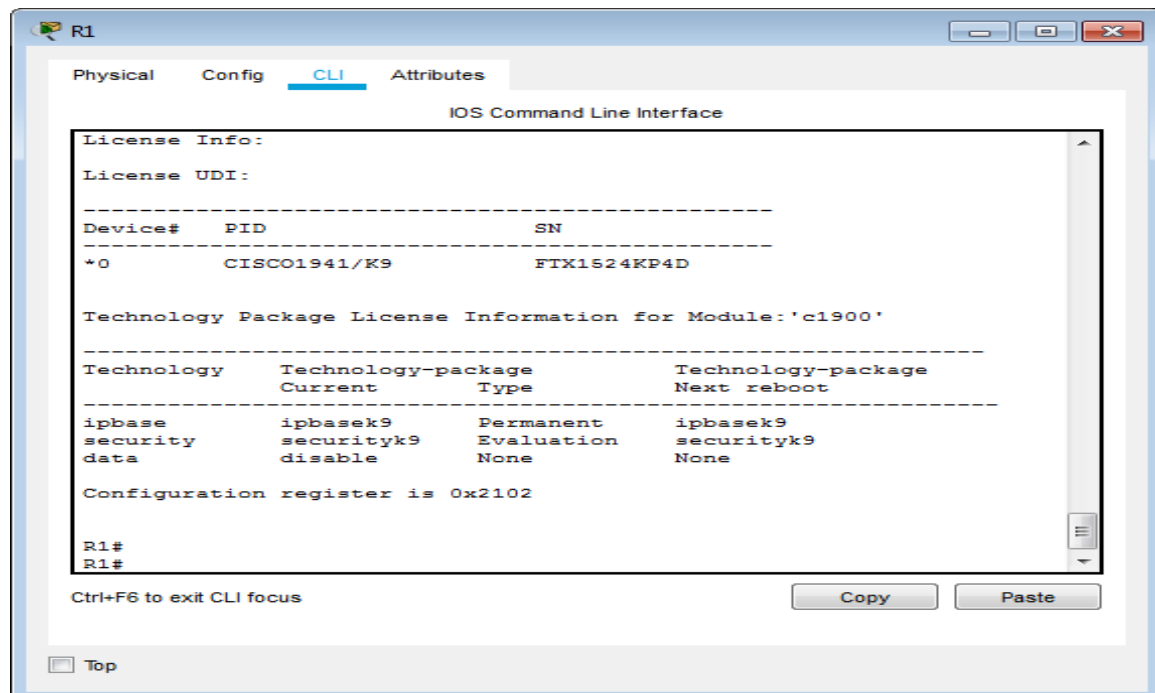 R1
Physical Config CLI Attributes
IOS Command Line Interface
License Info:
License UDI:
-------------------------------------------------
Device# PID SN
-------------------------------------------------
*0 CISCO1941/K9 FTX1524KP4D
Technology Package License Information for Module:'c1900'
----------------------------------------------------------------
Technology Technology-package Technology-package
Current Type Next reboot
-----------------------------------------------------------------
ipbase ipbasek9 Permanent ipbasek9
security securityk9 Evaluation securityk9
data disable None None
Configuration register is 0x2102
R1#
R1#
Ctrl+F6 to exit CLI focus
Copy Paste
Top